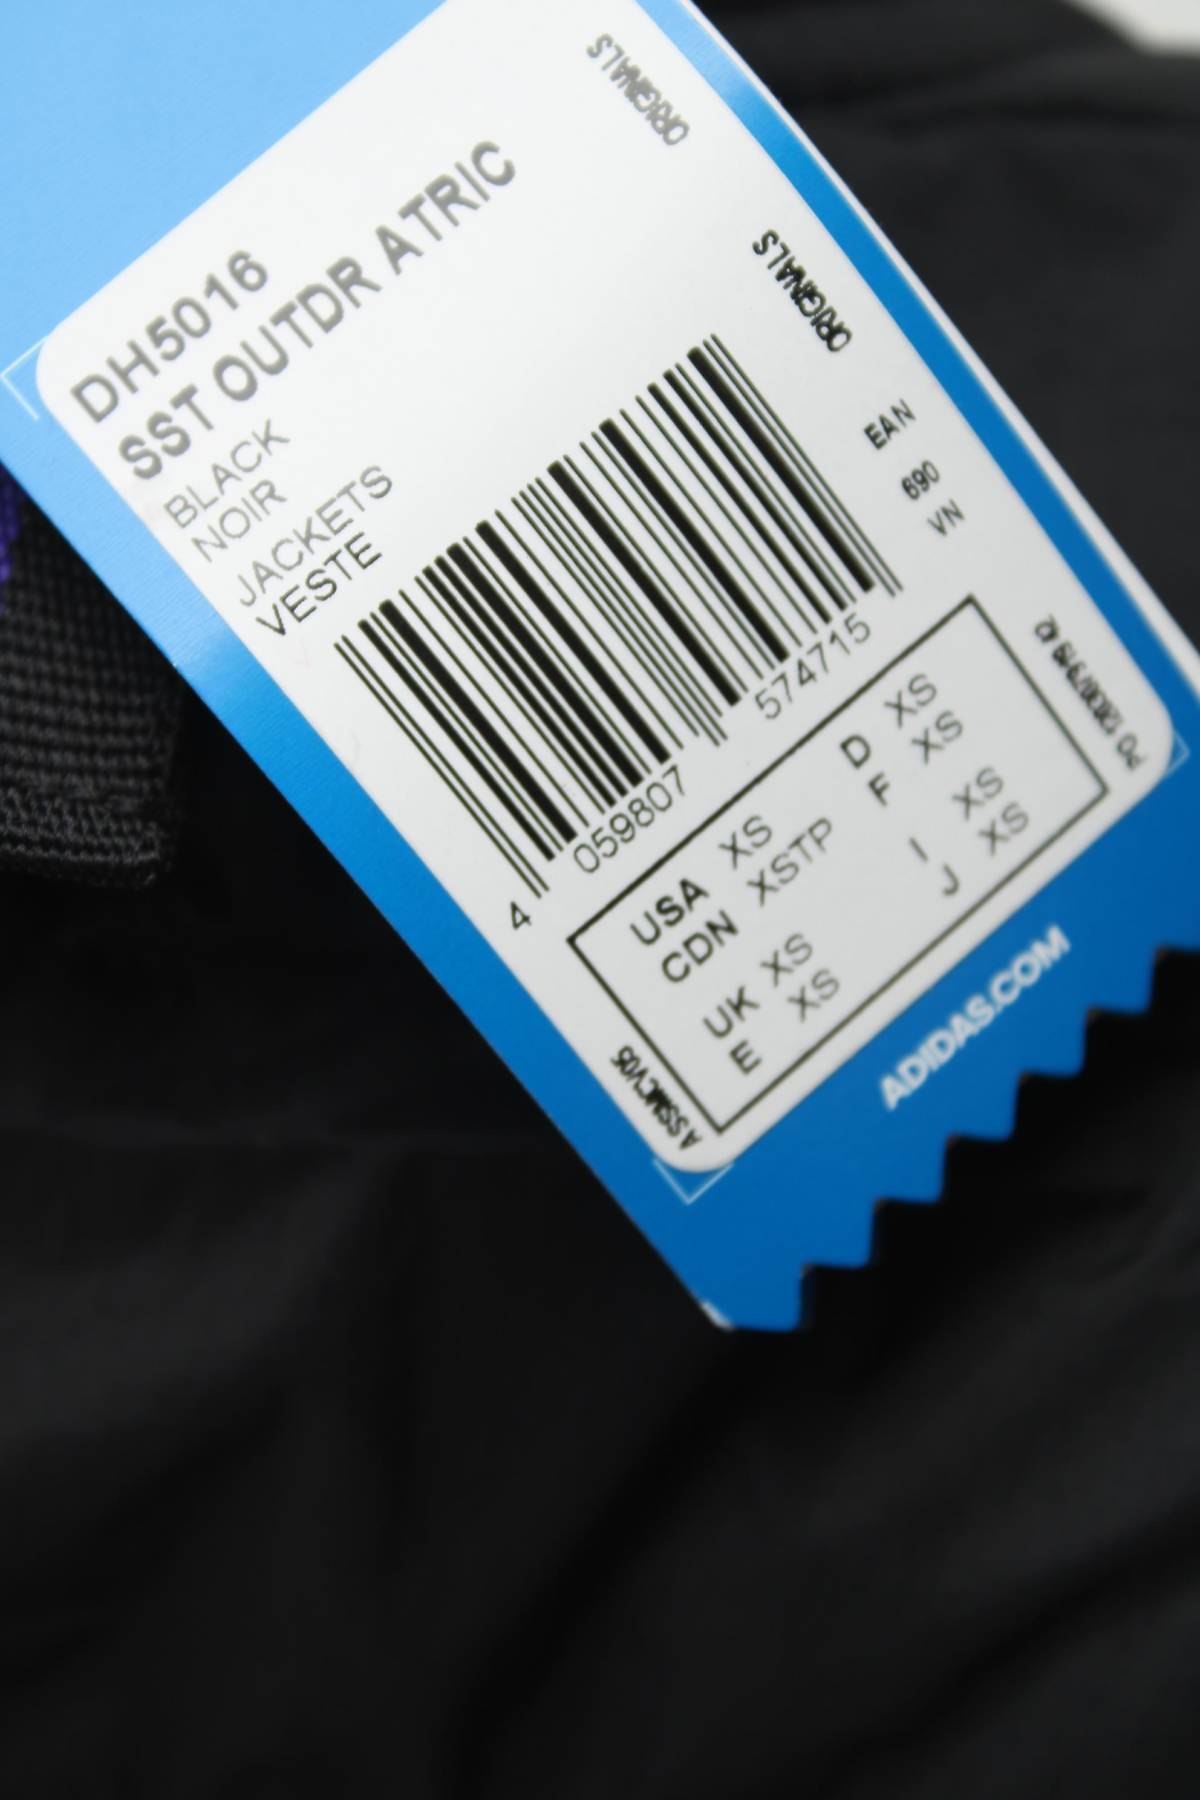 ORIGINALS
DH5016
SST OUTDR ATRIC
BLACK
NOIR
JACKETS
VESTE
ORIGINALS
EAN
690
VN
4 059807 574715
USA XS D XS
CDN XSTP F XS
UK XS I XS
E XS J XS
ASSMCV06
ADIDAS.COM